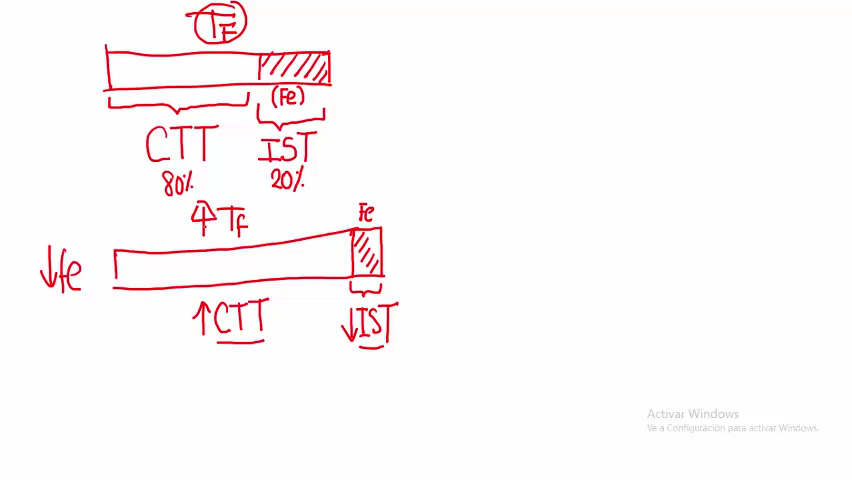 TF
(Fe)
CTT IST
80% 20%
↑ Tf Fe
↓fe
↑CTT ↓IST
Activar Windows
Ve a Configuración para activar Windows.